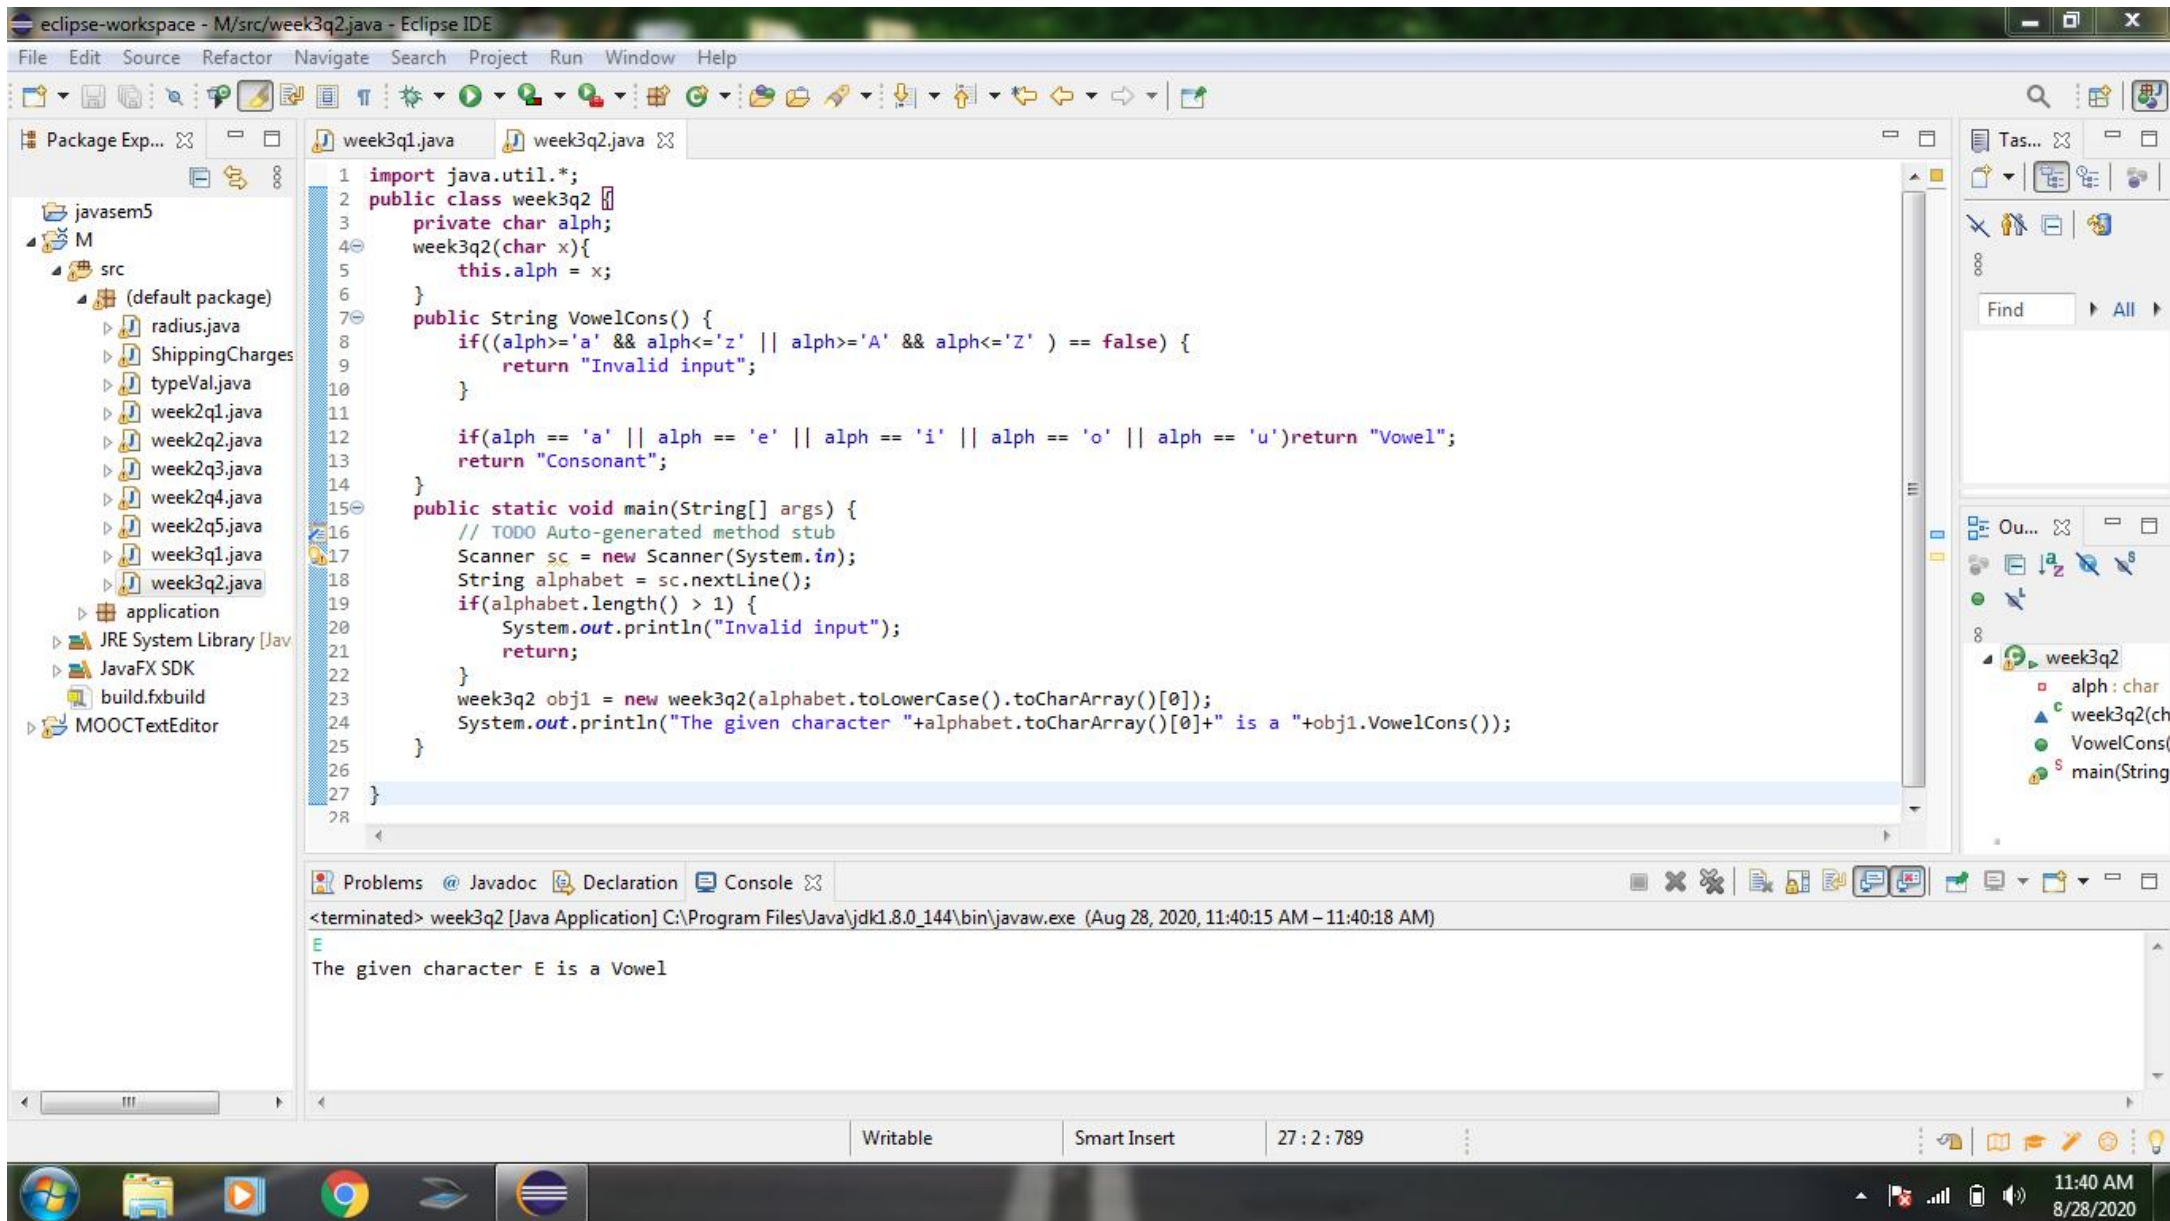 eclipse-workspace - M/src/week3q2.java - Eclipse IDE
File Edit Source Refactor Navigate Search Project Run Window Help
Package Exp...
javasem5
M
src
(default package)
radius.java
ShippingCharges
typeVal.java
week2q1.java
week2q2.java
week2q3.java
week2q4.java
week2q5.java
week3q1.java
week3q2.java
application
JRE System Library [Jav
JavaFX SDK
build.fxbuild
MOOCTextEditor
week3q1.java week3q2.java
1 import java.util.*;
2 public class week3q2 {
3     private char alph;
4     week3q2(char x){
5         this.alph = x;
6     }
7     public String VowelCons() {
8         if((alph>='a' && alph<='z' || alph>='A' && alph<='Z' ) == false) {
9             return "Invalid input";
10         }
11
12         if(alph == 'a' || alph == 'e' || alph == 'i' || alph == 'o' || alph == 'u')return "Vowel";
13         return "Consonant";
14     }
15     public static void main(String[] args) {
16         // TODO Auto-generated method stub
17         Scanner sc = new Scanner(System.in);
18         String alphabet = sc.nextLine();
19         if(alphabet.length() > 1) {
20             System.out.println("Invalid input");
21             return;
22         }
23         week3q2 obj1 = new week3q2(alphabet.toLowerCase().toCharArray()[0]);
24         System.out.println("The given character "+alphabet.toCharArray()[0]+" is a "+obj1.VowelCons());
25     }
26
27 }
28
Tas...
Find All
Ou...
week3q2
alph : char
week3q2(ch
VowelCons(
main(String
Problems @ Javadoc Declaration Console
<terminated> week3q2 [Java Application] C:\Program Files\Java\jdk1.8.0_144\bin\javaw.exe (Aug 28, 2020, 11:40:15 AM – 11:40:18 AM)
E
The given character E is a Vowel
Writable Smart Insert 27 : 2 : 789
11:40 AM
8/28/2020